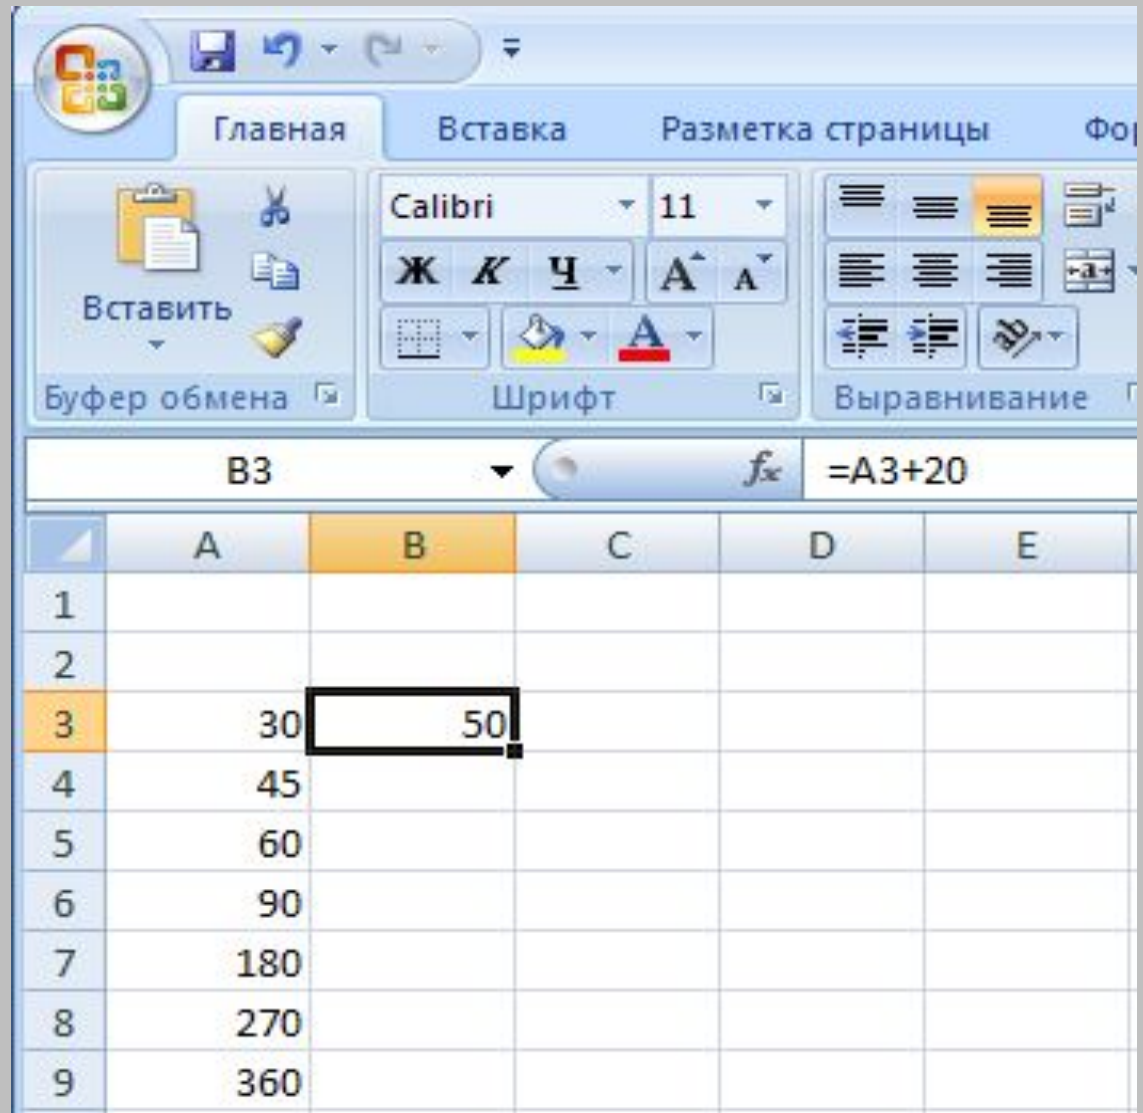 Главная Вставка Разметка страницы Фор
Calibri 11
Ж К Ч А А
Вставить
Буфер обмена Шрифт Выравнивание
B3 fx =A3+20
A B C D E
1
2
3 30 50
4 45
5 60
6 90
7 180
8 270
9 360